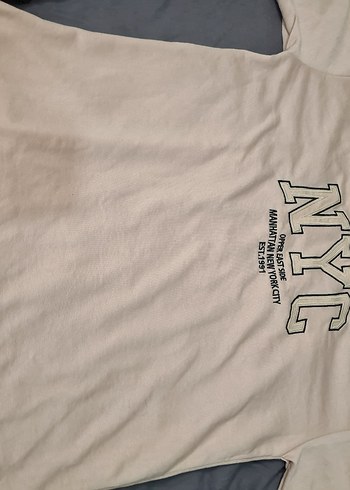 NYC
UPPER EAST SIDE
MANHATTAN NEW YORK CITY
EST.1991